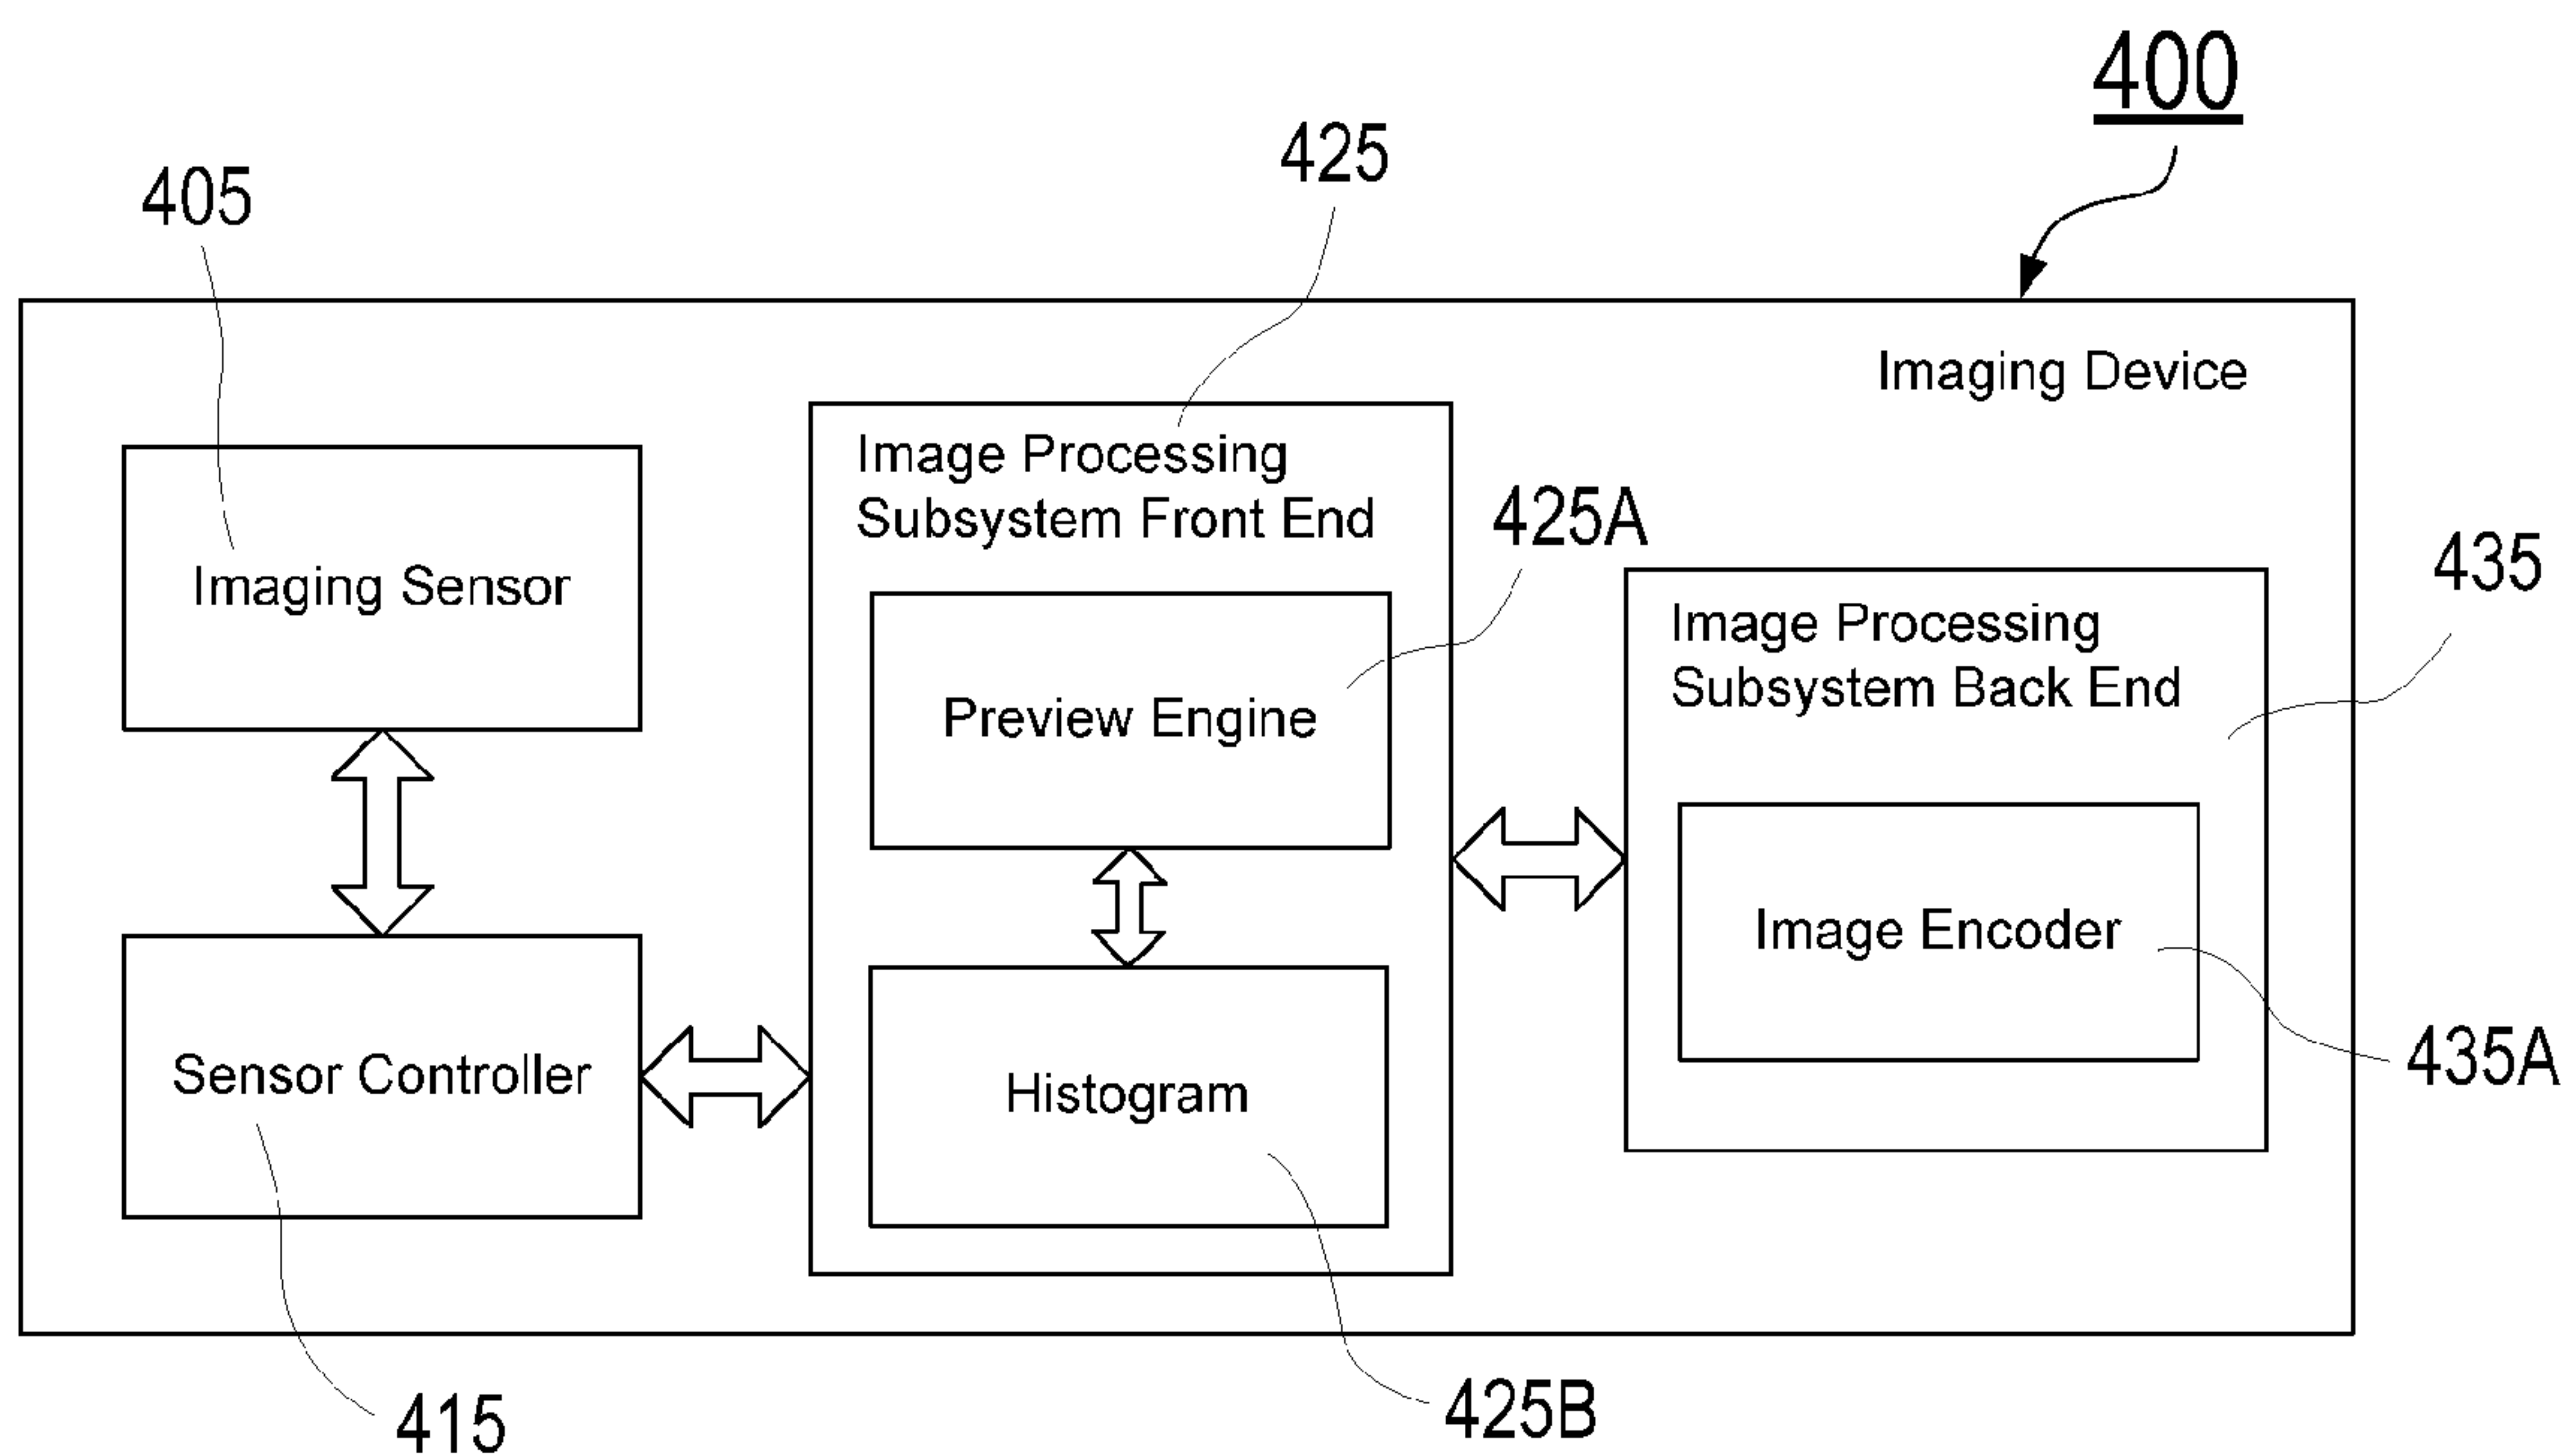 400
425
405
Imaging Device
Image Processing
Subsystem Front End
425A
435
Imaging Sensor
Image Processing
Subsystem Back End
Preview Engine
Image Encoder
Sensor Controller
Histogram
435A
425B
415